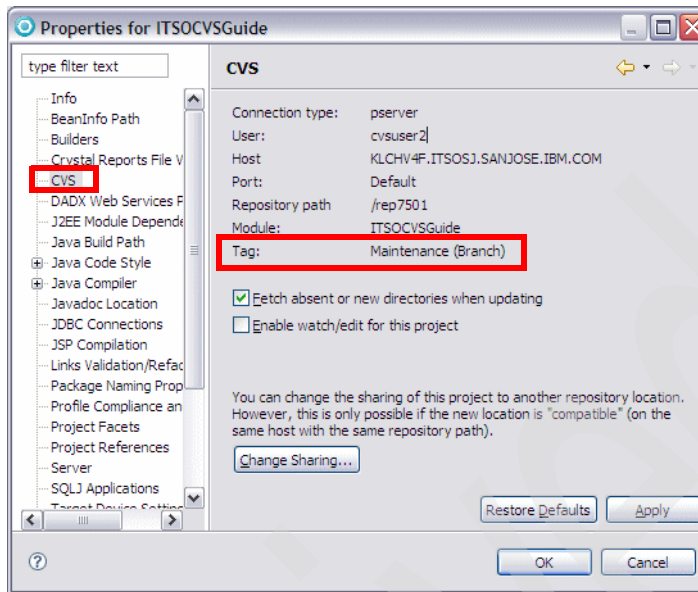 Properties for ITSOCVSGuide
type filter text
Info
BeanInfo Path
Builders
Crystal Reports File V
CVS
DADX Web Services P
J2EE Module Depende
Java Build Path
Java Code Style
Java Compiler
Javadoc Location
JDBC Connections
JSP Compilation
Links Validation/Refac
Package Naming Prop
Profile Compliance an
Project Facets
Project References
Server
SQLJ Applications
Target Device Setting
CVS
Connection type: pserver
User: cvsuser2
Host KLCHV4F.ITSOSJ.SANJOSE.IBM.COM
Port: Default
Repository path /rep7501
Module: ITSOCVSGuide
Tag: Maintenance (Branch)
Fetch absent or new directories when updating
Enable watch/edit for this project
You can change the sharing of this project to another repository location.
However, this is only possible if the new location is "compatible" (on the
same host with the same repository path).
Change Sharing...
Restore Defaults Apply
OK Cancel